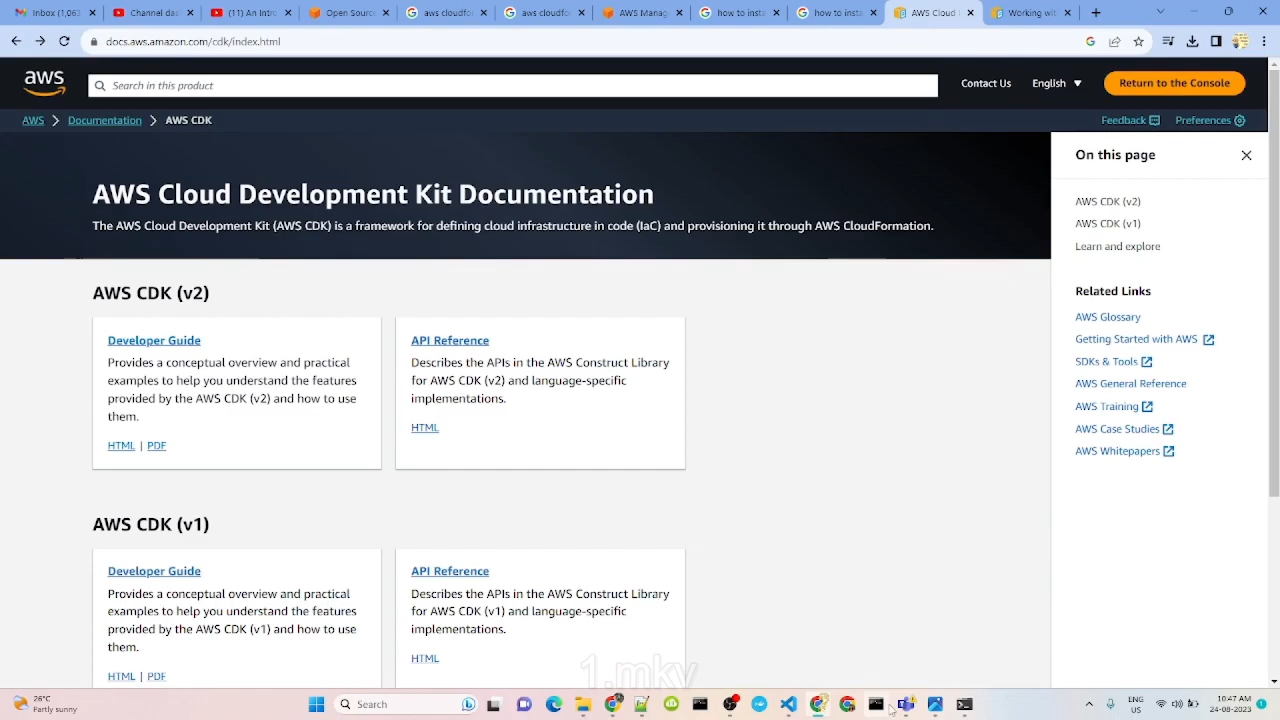 Inbox (1,06
Channel das
(11) An Intro
Open Source
aws cloudfor
aws cloudfor
AWS Manag
how to insta
how to insta
AWS Cloud
Working wit
docs.aws.amazon.com/cdk/index.html
aws
Search in this product
Contact Us
English
Return to the Console
AWS > Documentation > AWS CDK
Feedback
Preferences
AWS Cloud Development Kit Documentation
The AWS Cloud Development Kit (AWS CDK) is a framework for defining cloud infrastructure in code (IaC) and provisioning it through AWS CloudFormation.
AWS CDK (v2)
Developer Guide
Provides a conceptual overview and practical
examples to help you understand the features
provided by the AWS CDK (v2) and how to use
them.
HTML | PDF
API Reference
Describes the APIs in the AWS Construct Library
for AWS CDK (v2) and language-specific
implementations.
HTML
AWS CDK (v1)
Developer Guide
Provides a conceptual overview and practical
examples to help you understand the features
provided by the AWS CDK (v1) and how to use
them.
HTML | PDF
API Reference
Describes the APIs in the AWS Construct Library
for AWS CDK (v1) and language-specific
implementations.
HTML
On this page
AWS CDK (v2)
AWS CDK (v1)
Learn and explore
Related Links
AWS Glossary
Getting Started with AWS
SDKs & Tools
AWS General Reference
AWS Training
AWS Case Studies
AWS Whitepapers
1.mkv
26°C
Partly sunny
Search
ENG
US
10:47 AM
24-08-2023